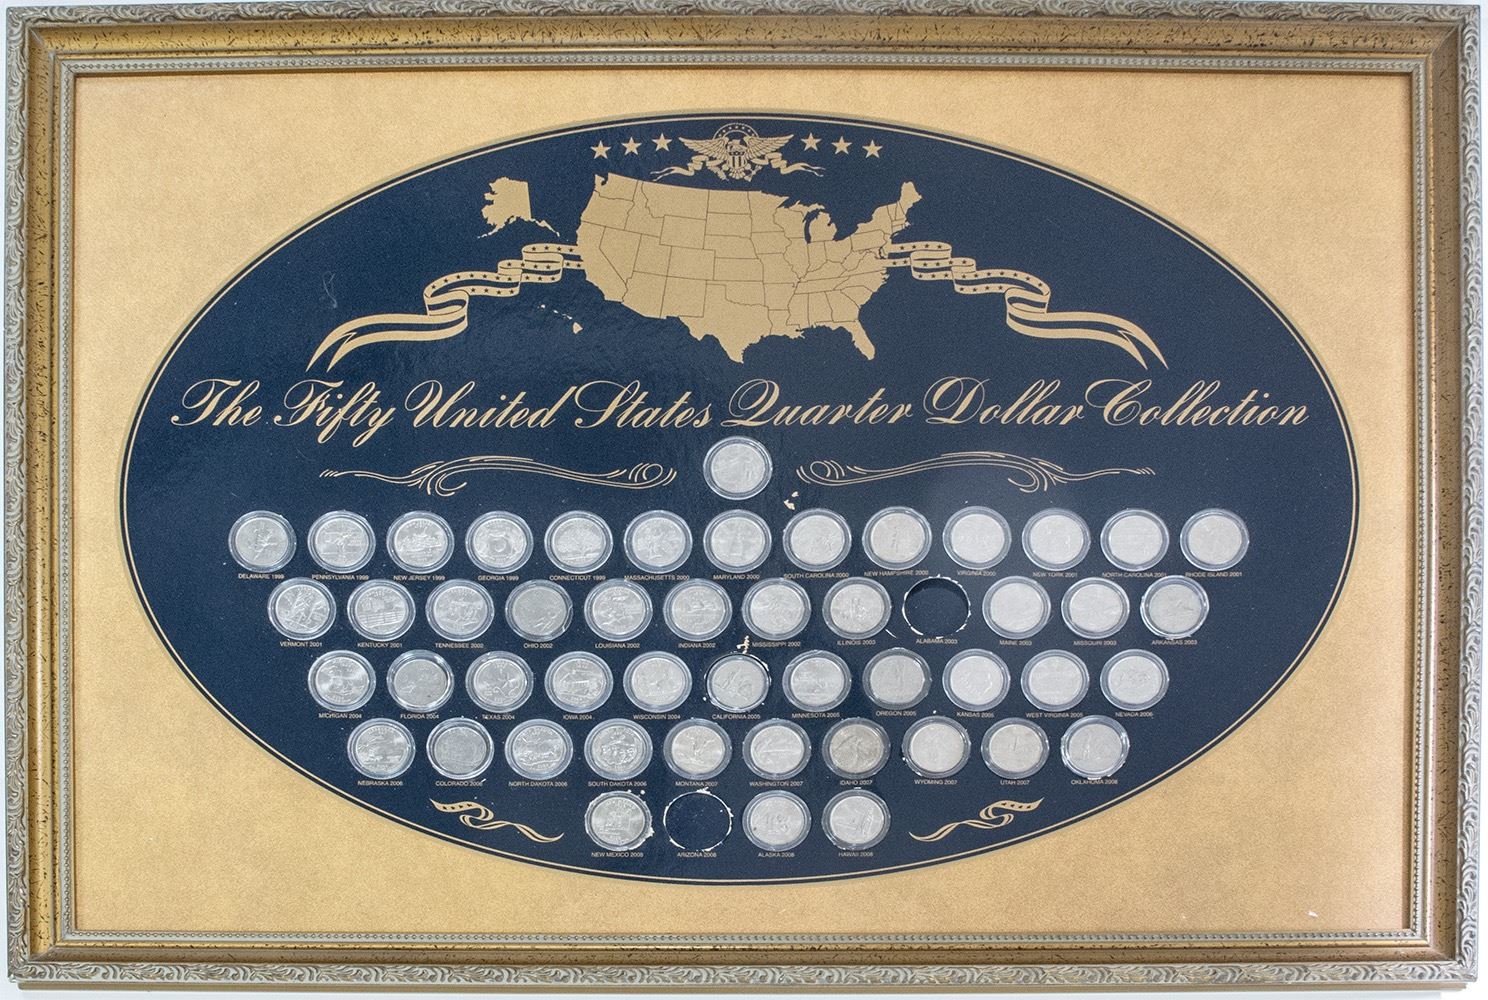 The Fifty United States Quarter Dollar Collection
DELAWARE 1999 PENNSYLVANIA 1999 NEW JERSEY 1999 GEORGIA 1999 CONNECTICUT 1999 MASSACHUSETTS 2000 MARYLAND 2000 SOUTH CAROLINA 2000 NEW HAMPSHIRE 2000 VIRGINIA 2000 NEW YORK 2001 NORTH CAROLINA 2001 RHODE ISLAND 2001
VERMONT 2001 KENTUCKY 2001 TENNESSEE 2002 OHIO 2002 LOUISIANA 2002 INDIANA 2002 MISSISSIPPI 2002 ILLINOIS 2003 ALABAMA 2003 MAINE 2003 MISSOURI 2003 ARKANSAS 2003
MICHIGAN 2004 FLORIDA 2004 TEXAS 2004 IOWA 2004 WISCONSIN 2004 CALIFORNIA 2005 MINNESOTA 2005 OREGON 2005 KANSAS 2005 WEST VIRGINIA 2005 NEVADA 2006
NEBRASKA 2006 COLORADO 2006 NORTH DAKOTA 2006 SOUTH DAKOTA 2006 MONTANA 2007 WASHINGTON 2007 IDAHO 2007 WYOMING 2007 UTAH 2007 OKLAHOMA 2008
NEW MEXICO 2008 ARIZONA 2008 ALASKA 2008 HAWAII 2008